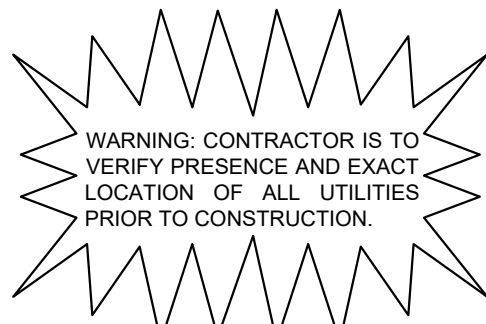 WARNING: CONTRACTOR IS TO
VERIFY PRESENCE AND EXACT
LOCATION OF ALL UTILITIES
PRIOR TO CONSTRUCTION.